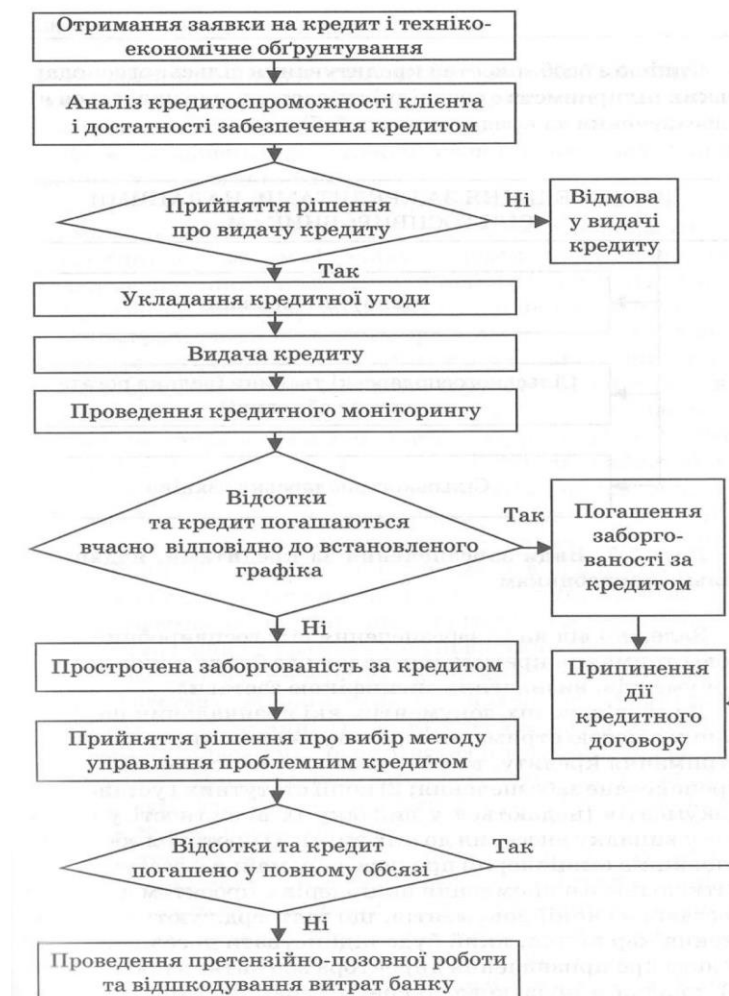 Отримання заявки на кредит і техніко-
економічне обґрунтування
Аналіз кредитоспроможності клієнта
і достатності забезпечення кредитом
Прийняття рішення
про видачу кредиту
Ні
Відмова
у видачі
кредиту
Так
Укладання кредитної угоди
Видача кредиту
Проведення кредитного моніторингу
Відсотки
та кредит погашаються
вчасно відповідно до встановленого
графіка
Так
Погашення
заборго-
ваності за
кредитом
Ні
Прострочена заборгованість за кредитом
Припинення
дії
кредитного
договору
Прийняття рішення про вибір методу
управління проблемним кредитом
Відсотки та кредит
погашено у повному обсязі
Так
Ні
Проведення претензійно-позовної роботи
та відшкодування витрат банку